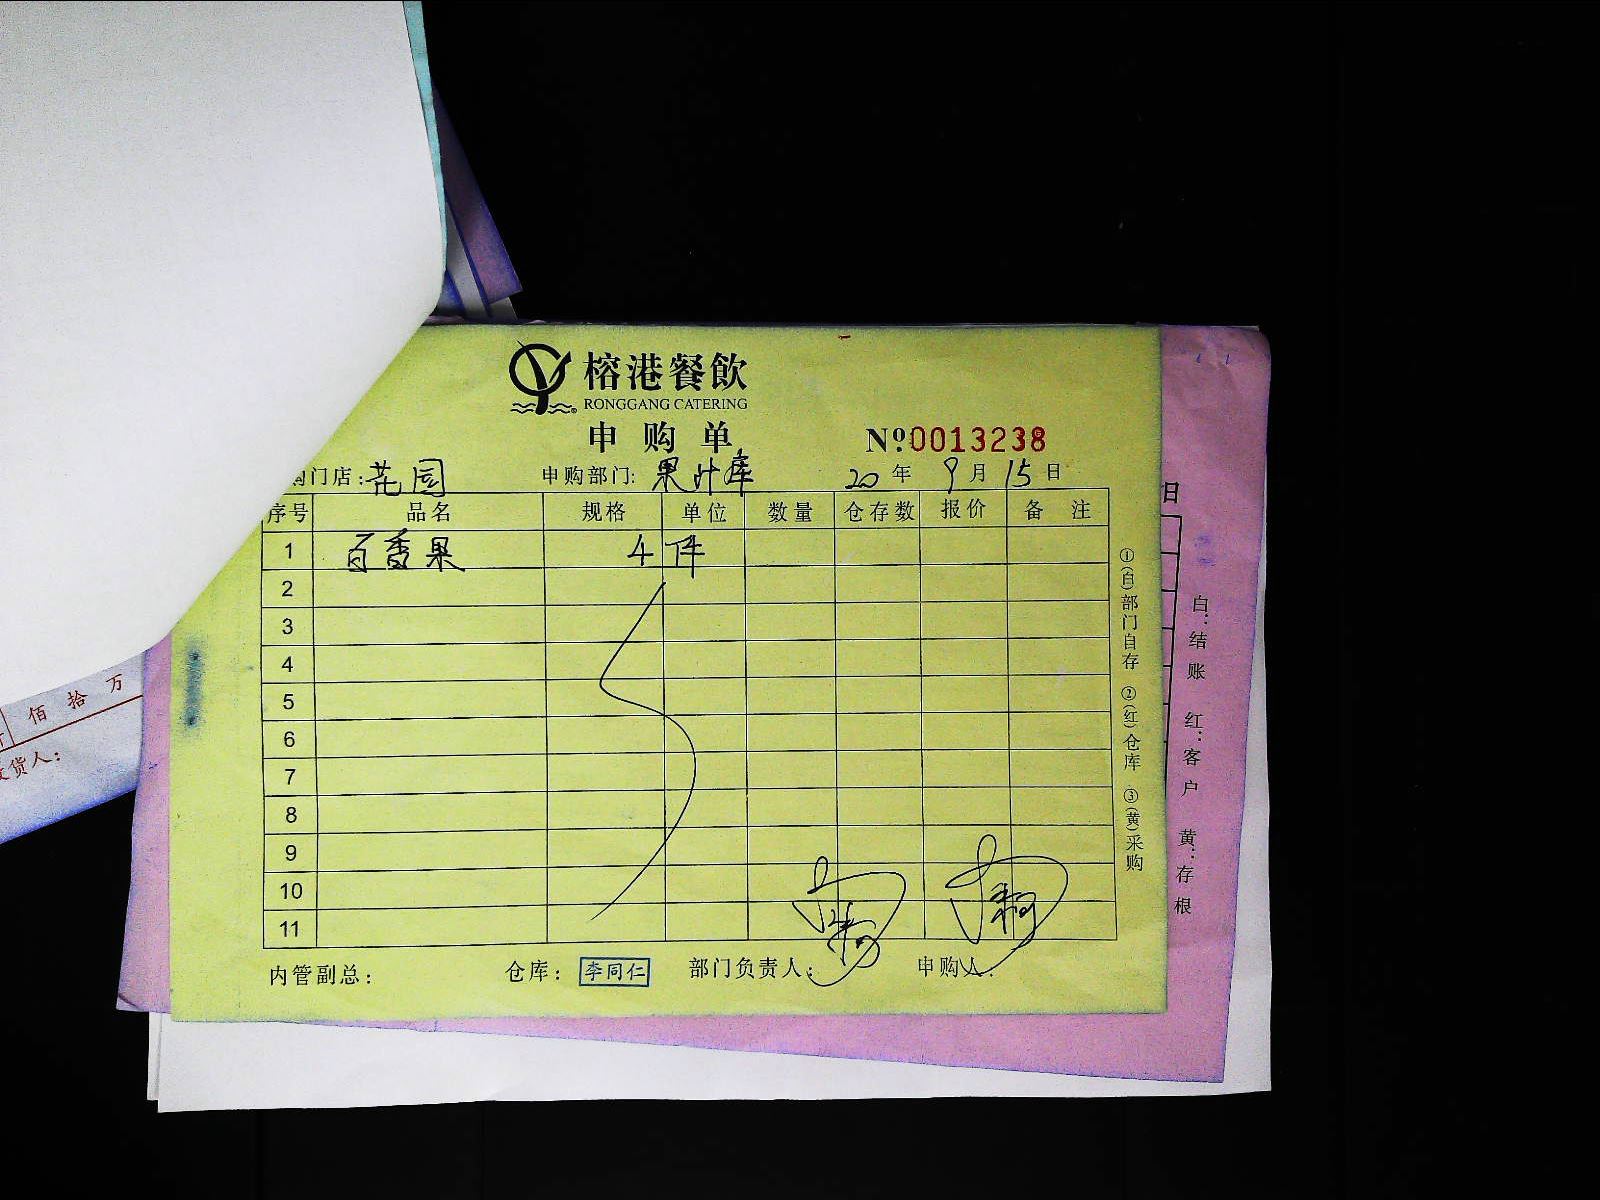 榕港餐飲
RONGGANG CATERING
申购单
Nº:0013238
购门店:花园 申购部门:果汁库 20年9月15日
序号 品名 规格 单位 数量 仓存数 报价 备注
1 百香果 4件
2
3
4
5
6
7
8
9
10
11
内管副总: 仓库: 李同仁 部门负责人: 申购人:
①(白)部门自存 ②(红)仓库 ③(黄)采购
日
白:结账 红:客户 黄:存根
佰拾万
货人: